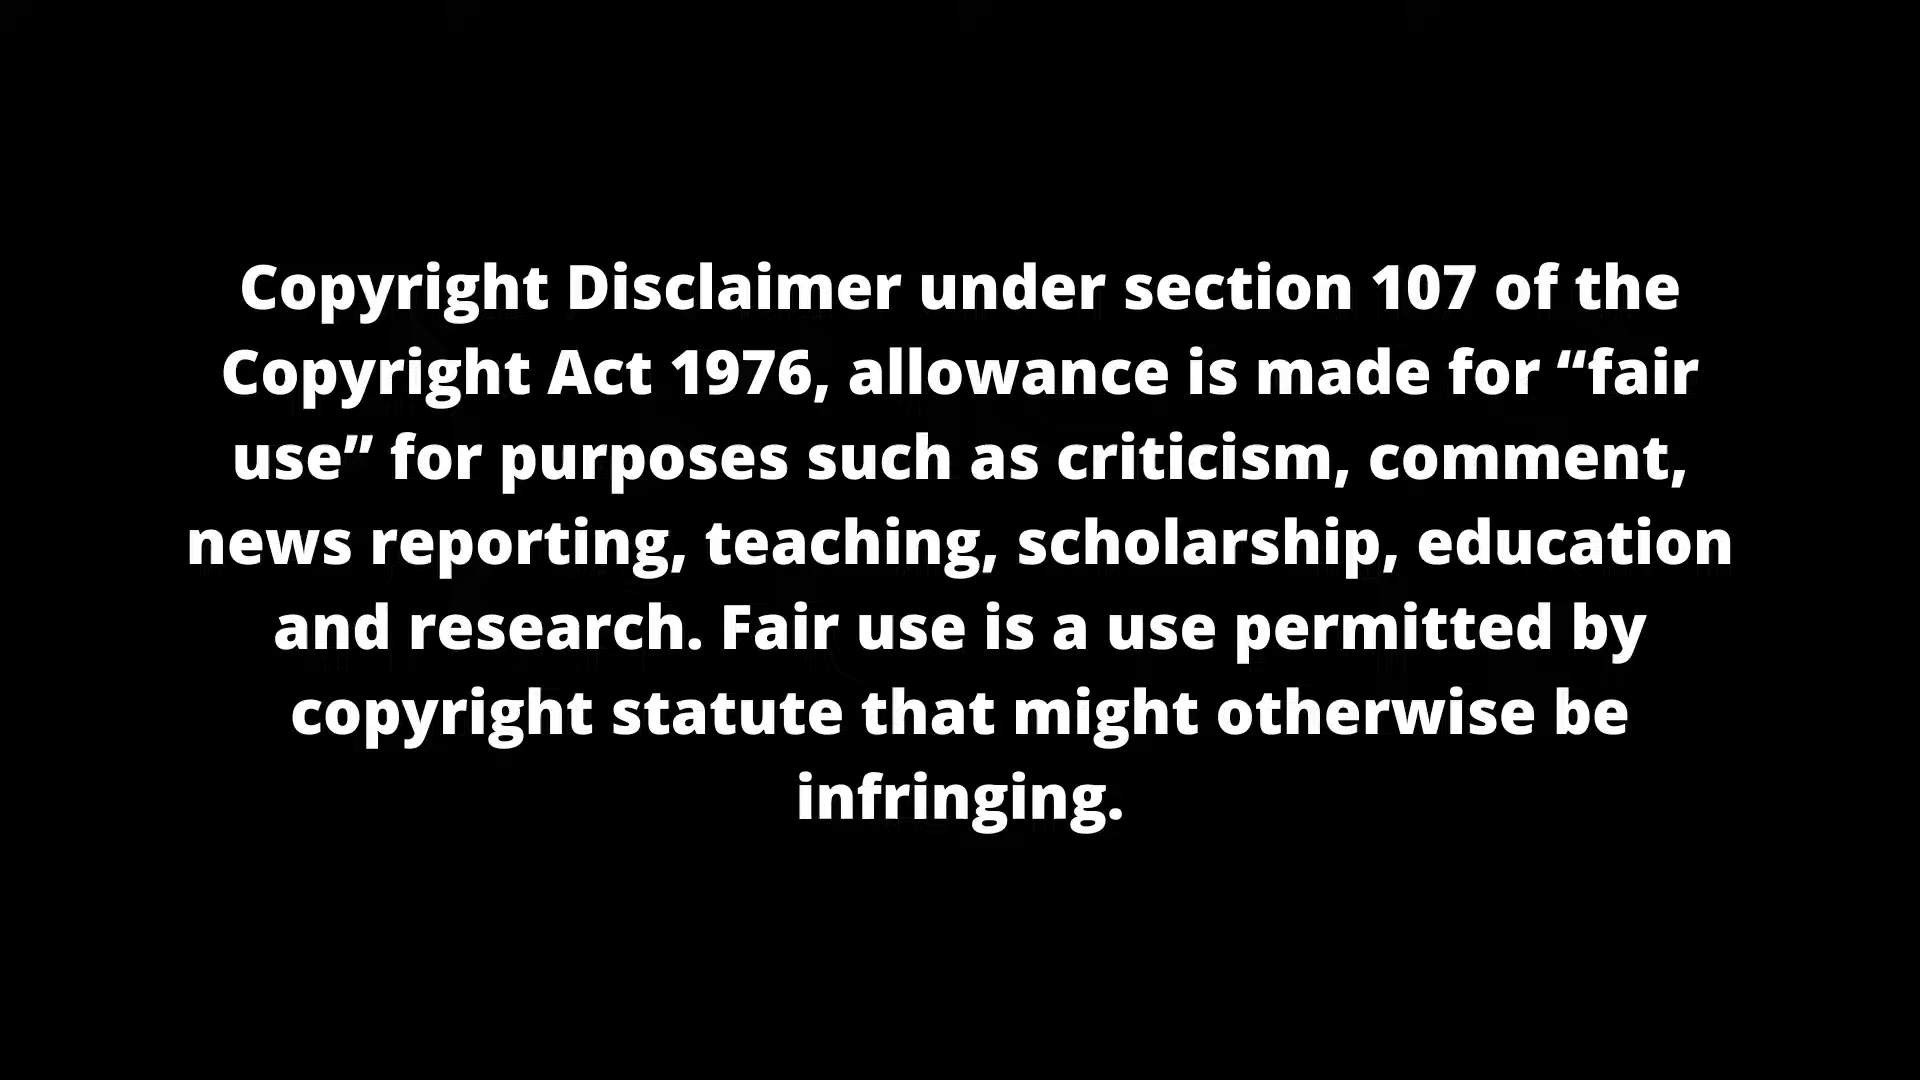 Copyright Disclaimer under section 107 of the
Copyright Act 1976, allowance is made for “fair
use” for purposes such as criticism, comment,
news reporting, teaching, scholarship, education
and research. Fair use is a use permitted by
copyright statute that might otherwise be
infringing.